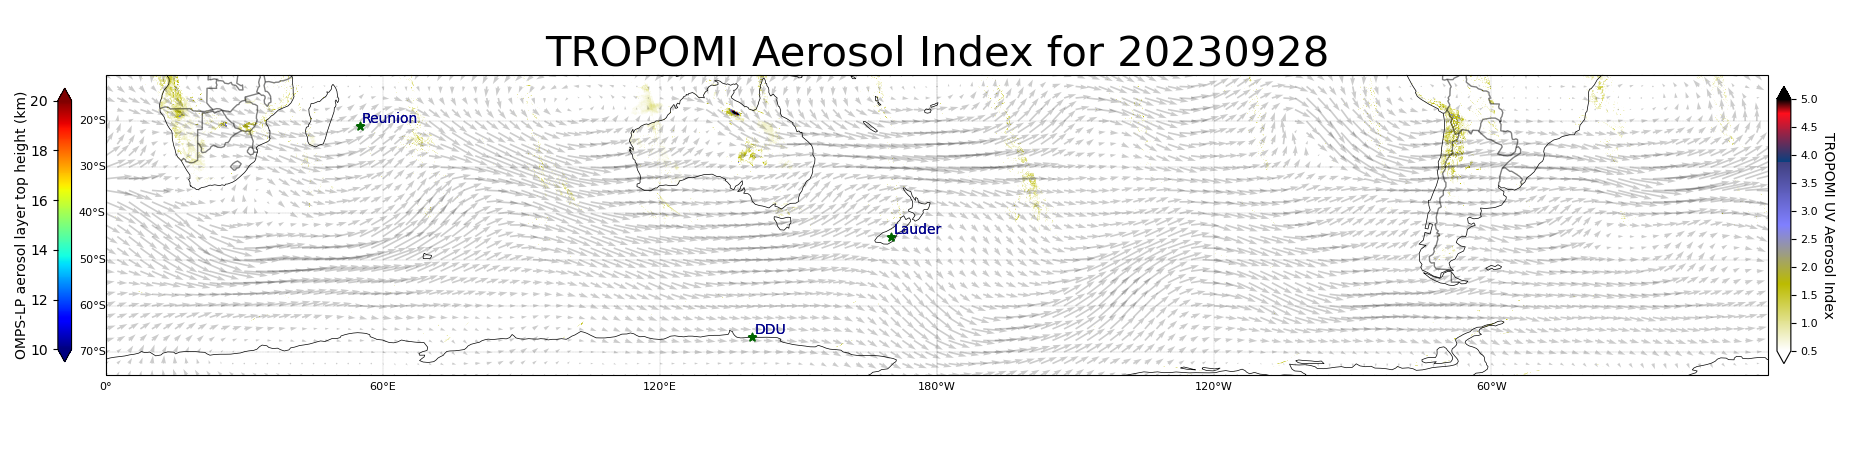 TROPOMI Aerosol Index for 20230928
OMPS-LP aerosol layer top height (km)
20
18
16
14
12
10
20°S
30°S
40°S
50°S
60°S
70°S
Reunion
Lauder
DDU
0°
60°E
120°E
180°W
120°W
60°W
5.0
4.5
4.0
3.5
3.0
2.5
2.0
1.5
1.0
0.5
TROPOMI UV Aerosol Index